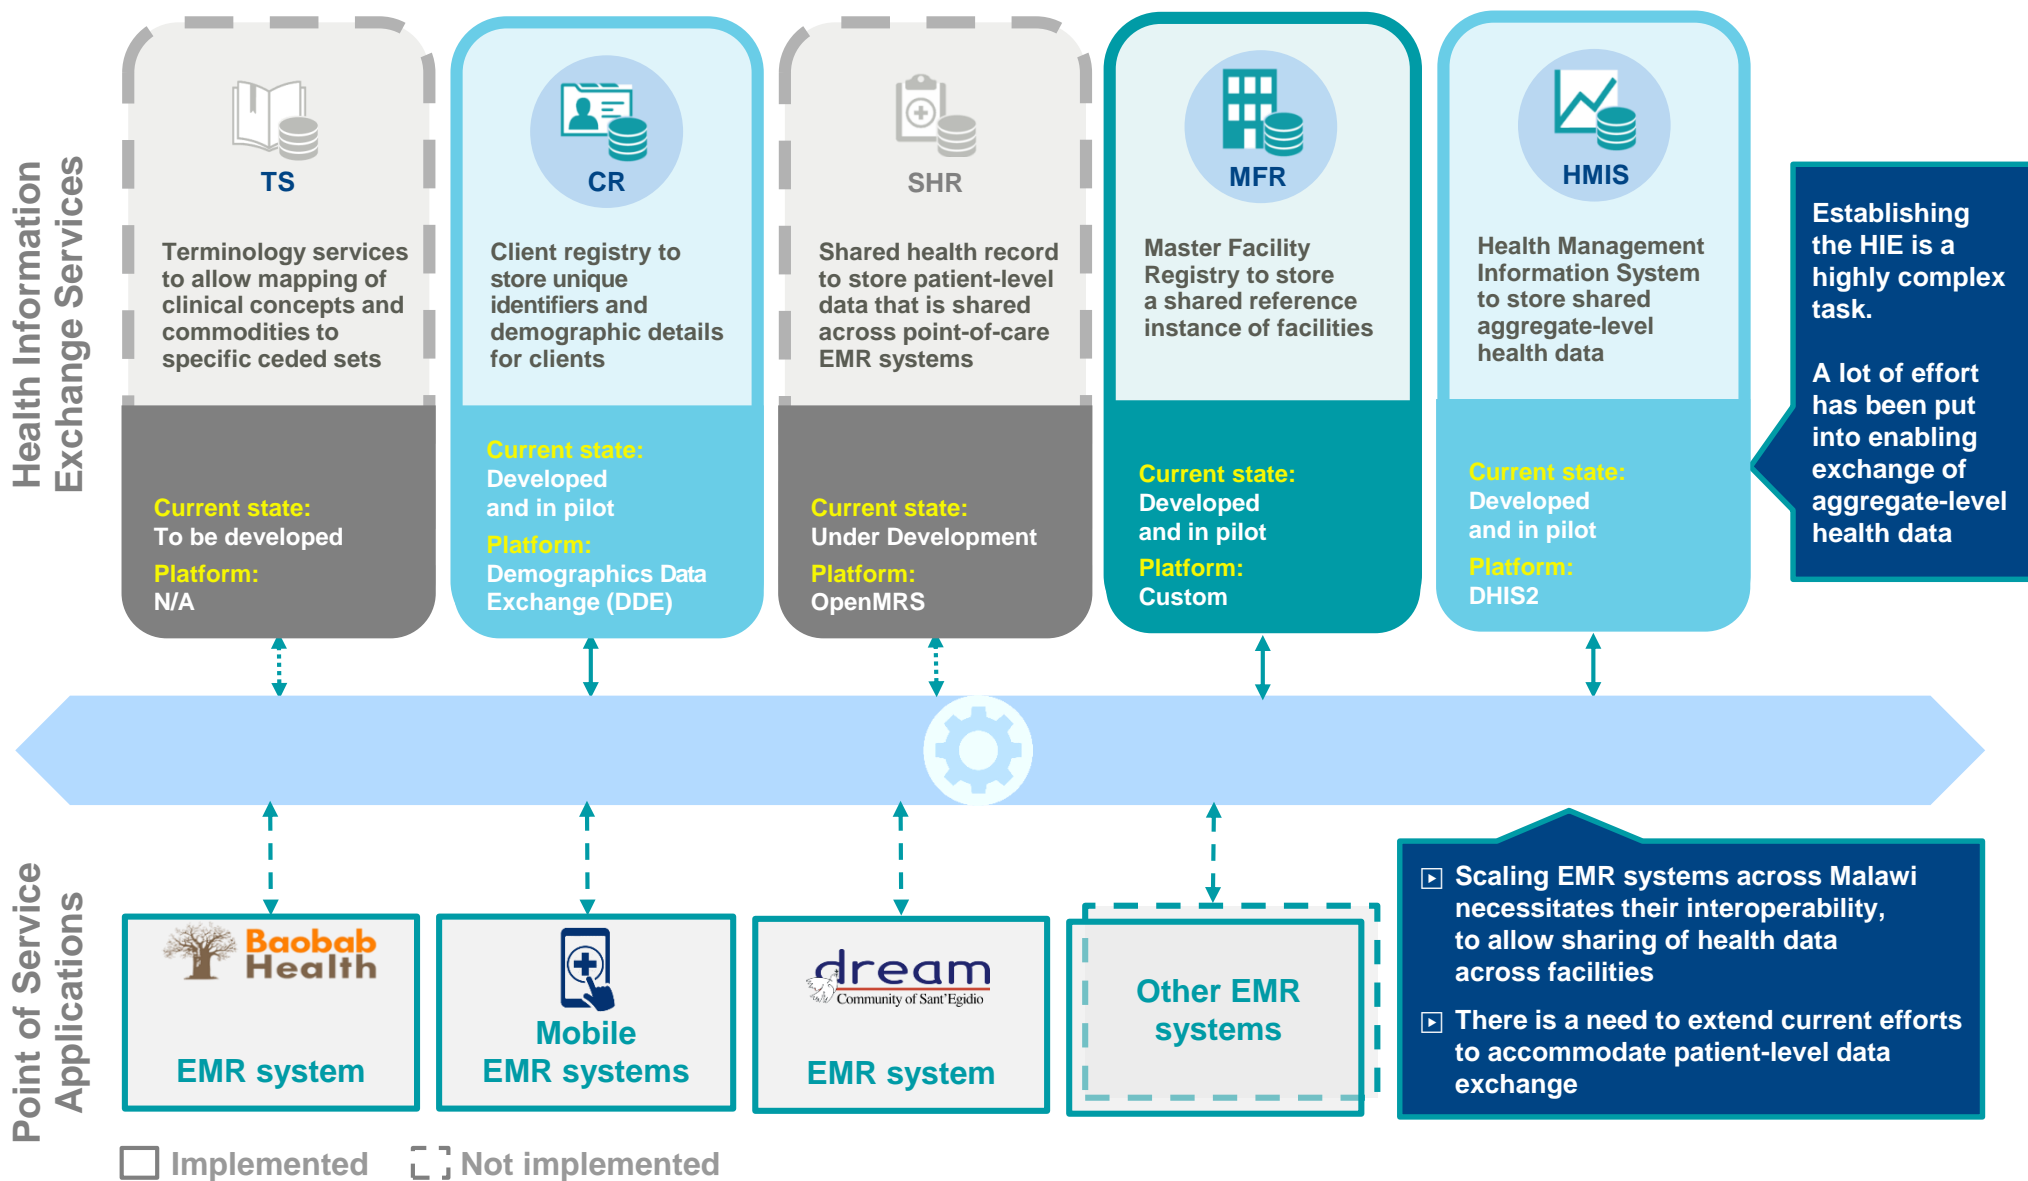 Health Information
Exchange Services
TS
Terminology services
to allow mapping of
clinical concepts and
commodities to
specific ceded sets
Current state:
To be developed
Platform:
N/A
CR
Client registry to
store unique
identifiers and
demographic details
for clients
Current state:
Developed
and in pilot
Platform:
Demographics Data
Exchange (DDE)
SHR
Shared health record
to store patient-level
data that is shared
across point-of-care
EMR systems
Current state:
Under Development
Platform:
OpenMRS
MFR
Master Facility
Registry to store
a shared reference
instance of facilities
Current state:
Developed
and in pilot
Platform:
Custom
HMIS
Health Management
Information System
to store shared
aggregate-level
health data
Current state:
Developed
and in pilot
Platform:
DHIS2
Establishing
the HIE is a
highly complex
task.
A lot of effort
has been put
into enabling
exchange of
aggregate-level
health data
Point of Service
Applications
Baobab
Health
EMR system
Mobile
EMR systems
dream
Community of Sant'Egidio
EMR system
Other EMR
systems
Scaling EMR systems across Malawi
necessitates their interoperability,
to allow sharing of health data
across facilities
There is a need to extend current efforts
to accommodate patient-level data
exchange
Implemented
Not implemented